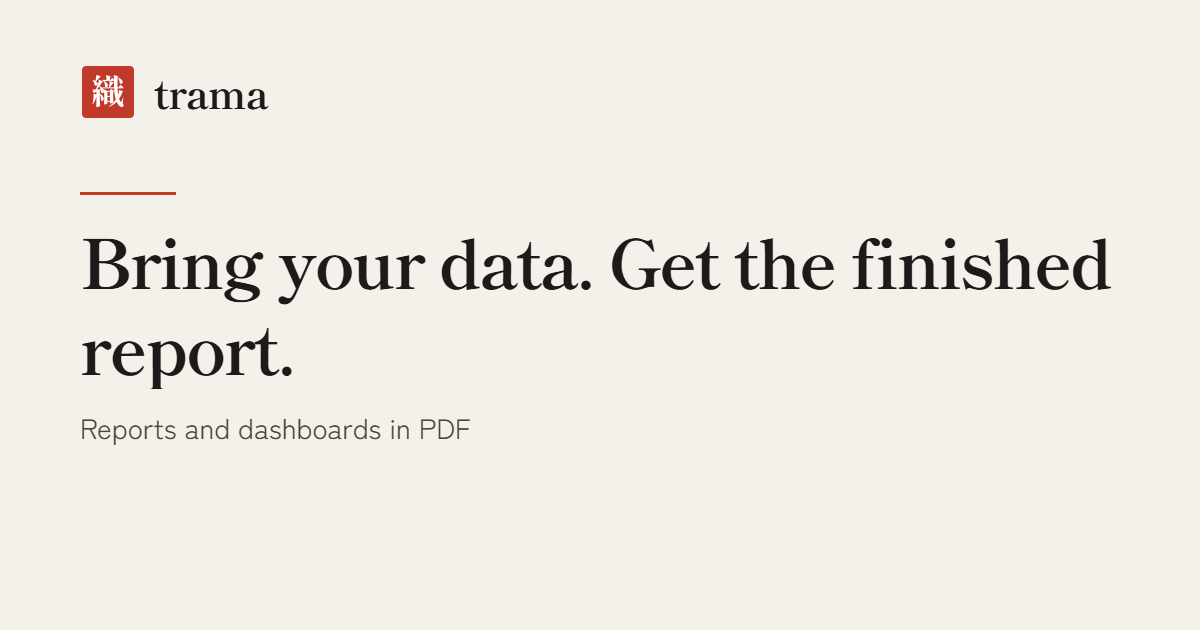 織 trama
Bring your data. Get the finished
report.
Reports and dashboards in PDF